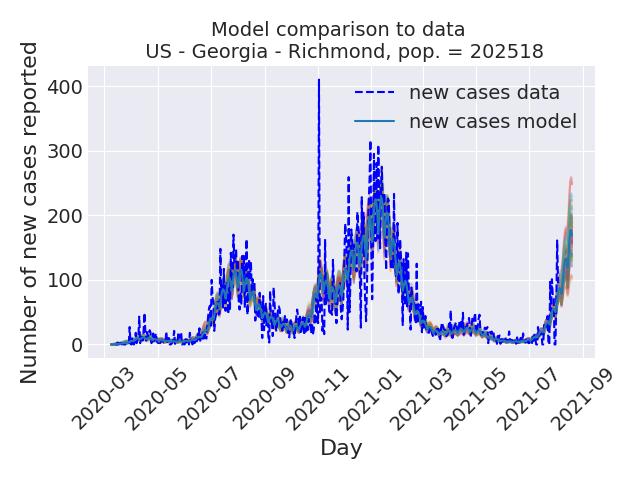 Model comparison to data
US - Georgia - Richmond, pop. = 202518
Number of new cases reported
400
300
200
100
0
new cases data
new cases model
2020-03
2020-05
2020-07
2020-09
2020-11
2021-01
2021-03
2021-05
2021-07
2021-09
Day